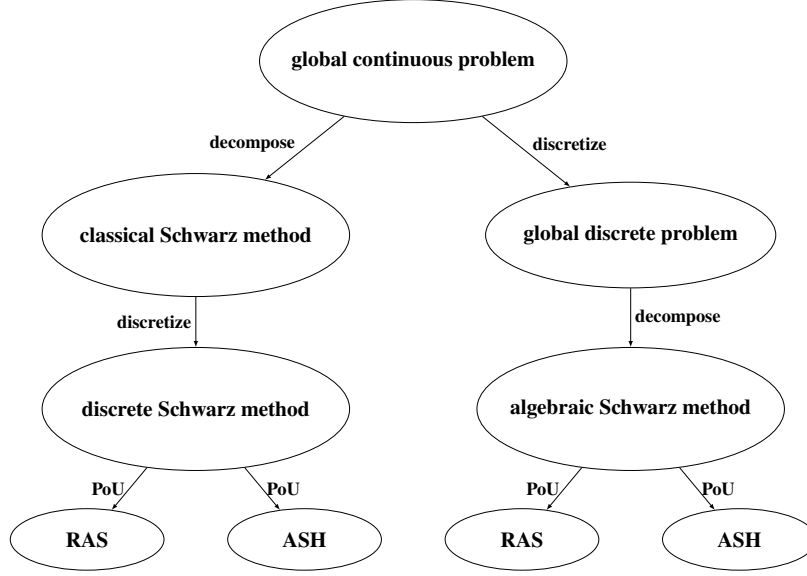 global continuous problem
decompose
discretize
classical Schwarz method
global discrete problem
discretize
decompose
discrete Schwarz method
algebraic Schwarz method
PoU
PoU
PoU
PoU
RAS
ASH
RAS
ASH